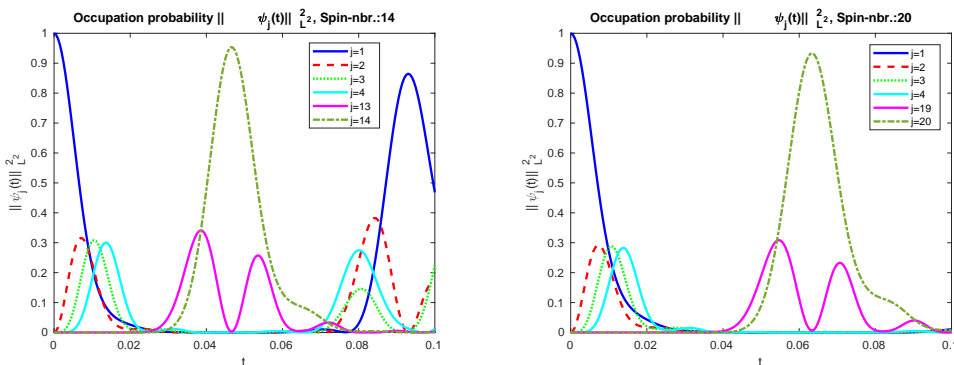 Occupation probability || ψj(t)|| 2 L2, Spin-nbr.:14
|| ψj(t)|| 2 L2
1
0.9
0.8
0.7
0.6
0.5
0.4
0.3
0.2
0.1
0
0 0.02 0.04 0.06 0.08 0.1
t
j=1
j=2
j=3
j=4
j=13
j=14
Occupation probability || ψj(t)|| 2 L2, Spin-nbr.:20
|| ψj(t)|| 2 L2
1
0.9
0.8
0.7
0.6
0.5
0.4
0.3
0.2
0.1
0
0 0.02 0.04 0.06 0.08 0.1
t
j=1
j=2
j=3
j=4
j=19
j=20